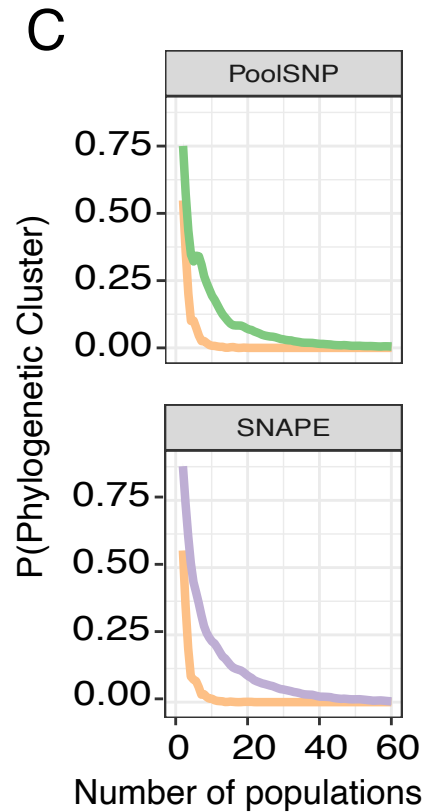 C
PoolSNP
0.75
0.50
0.25
0.00
P(Phylogenetic Cluster)
SNAPE
0.75
0.50
0.25
0.00
0 20 40 60
Number of populations